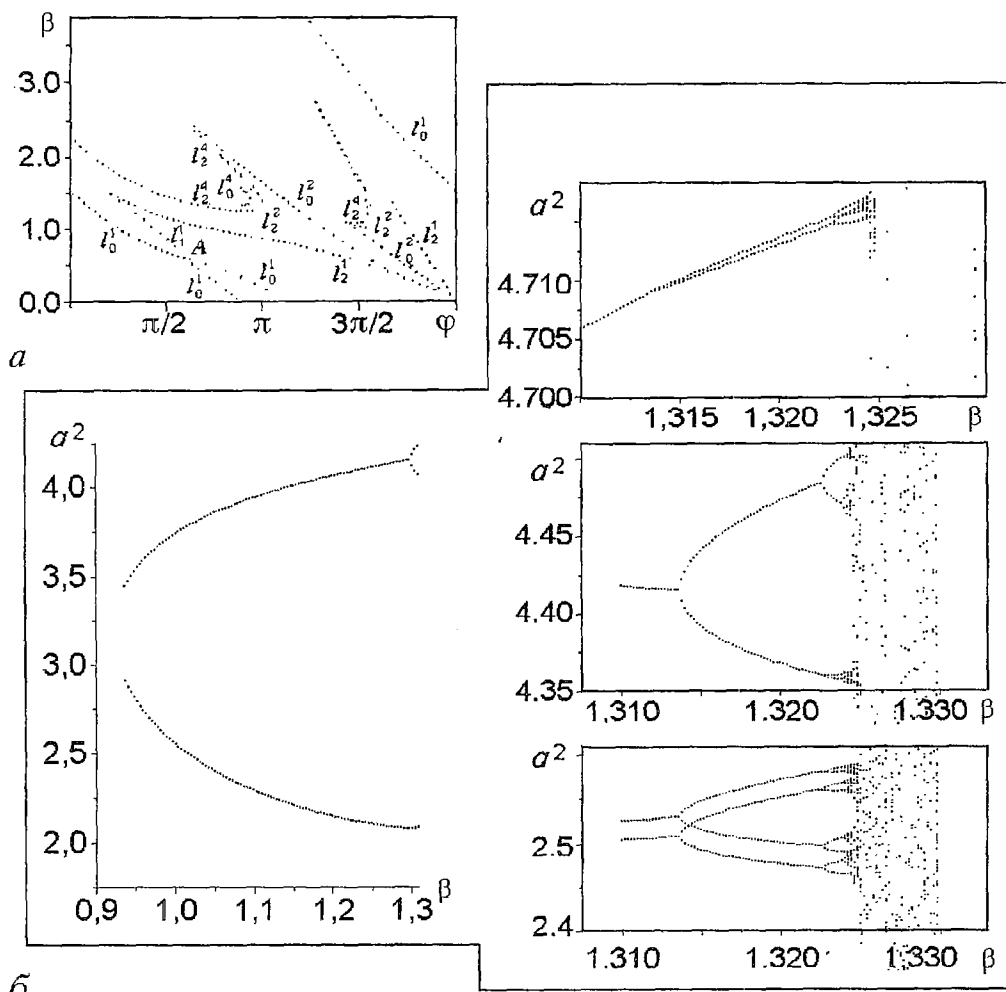 β
3.0
2.0
1.0
0.0
l₀¹
l₂⁴
l₂⁴
l₀⁴
l₀²
l₂²
l₀¹
l₁¹
A
l₀¹
l₀¹
l₂¹
l₂⁴
l₂²
l₀²
l₂¹
π/2
π
3π/2
φ
а
a²
4.710
4.705
4.700
1,315
1,320
1,325
β
a²
4.45
4.40
4.35
1.310
1.320
1.330
β
a²
2.5
2.4
1.310
1.320
1.330
β
a²
4,0
3,5
3,0
2,5
2,0
0,9
1,0
1,1
1,2
1,3
β
б